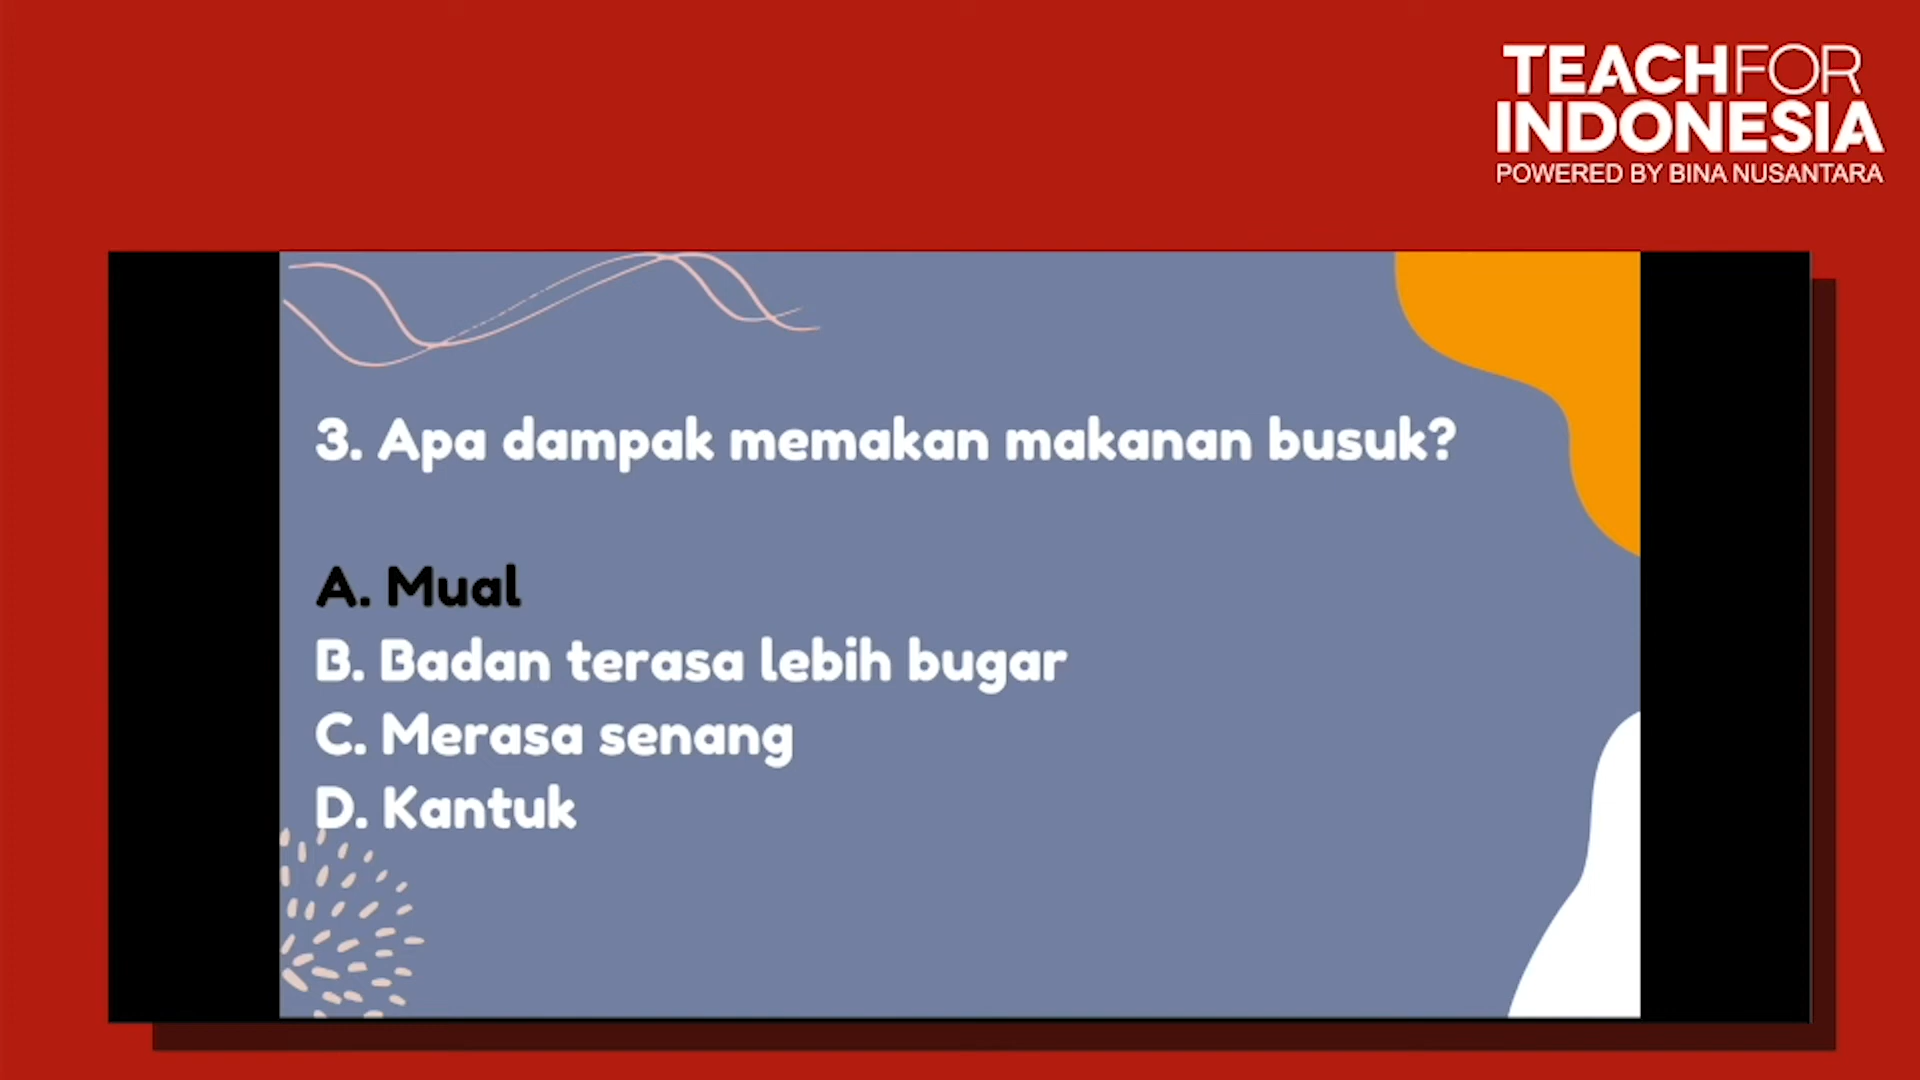 TEACHFOR
INDONESIA
POWERED BY BINA NUSANTARA
3. Apa dampak memakan makanan busuk?
A. Mual
B. Badan terasa lebih bugar
C. Merasa senang
D. Kantuk